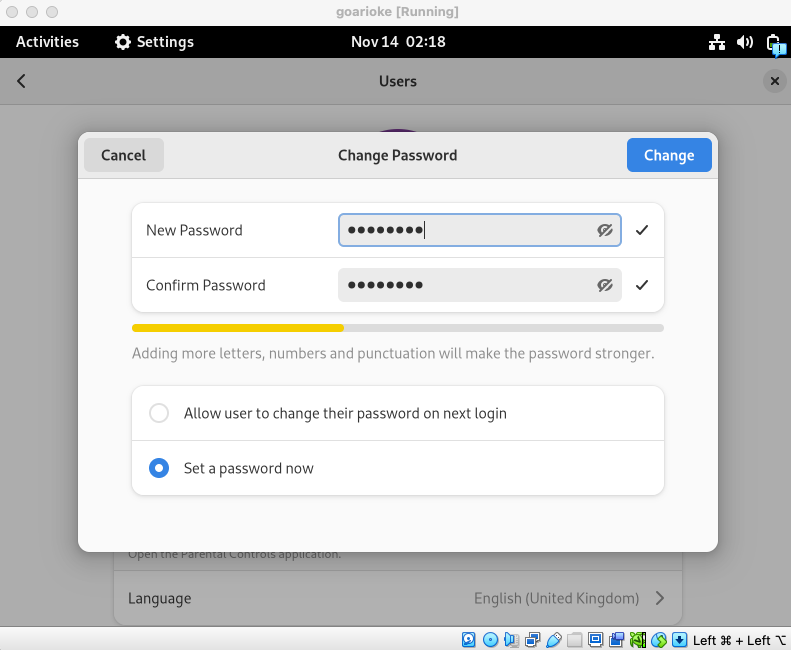 goarioke [Running]
Activities
Settings
Nov 14 02:18
Users
Cancel
Change Password
Change
New Password
Confirm Password
Adding more letters, numbers and punctuation will make the password stronger.
Allow user to change their password on next login
Set a password now
Open the Parental Controls application.
Language
English (United Kingdom)
Left ⌘ + Left ⌥